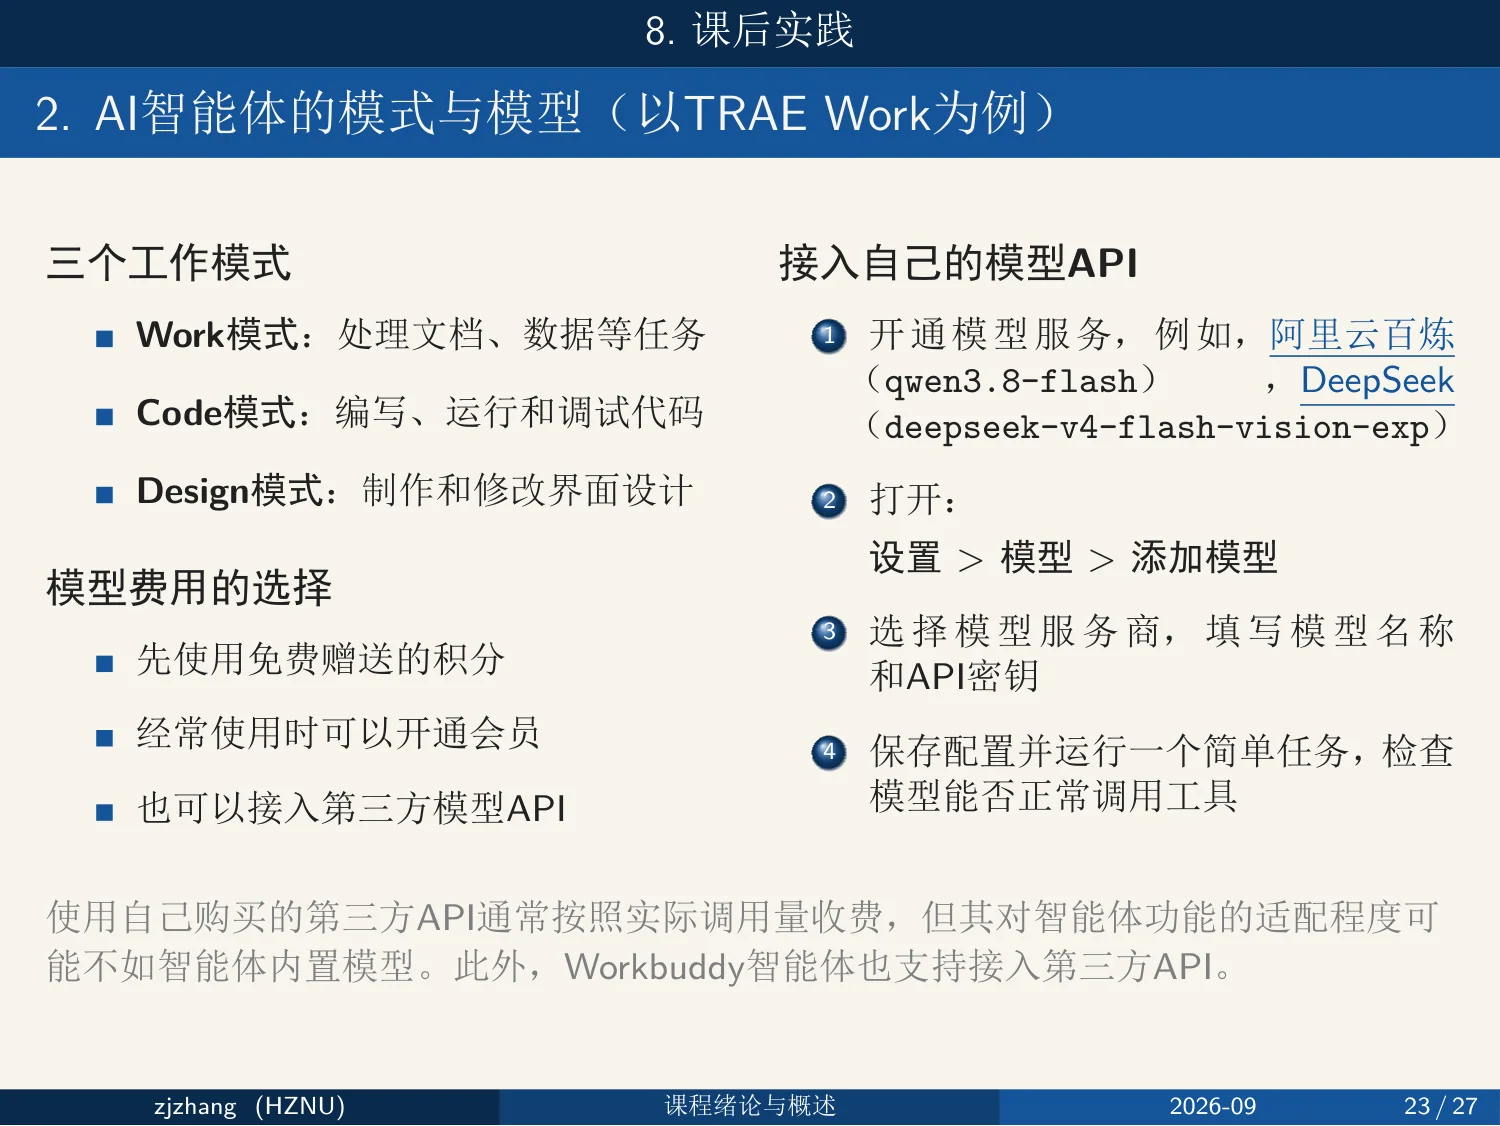 8. 课后实践
2. AI智能体的模式与模型（以TRAE Work为例）
三个工作模式
Work模式：处理文档、数据等任务
Code模式：编写、运行和调试代码
Design模式：制作和修改界面设计
模型费用的选择
先使用免费赠送的积分
经常使用时可以开通会员
也可以接入第三方模型API
接入自己的模型API
1 开通模型服务，例如，阿里云百炼
（qwen3.8-flash），DeepSeek
（deepseek-v4-flash-vision-exp）
2 打开：
设置 > 模型 > 添加模型
3 选择模型服务商，填写模型名称
和API密钥
4 保存配置并运行一个简单任务，检查
模型能否正常调用工具
使用自己购买的第三方API通常按照实际调用量收费，但其对智能体功能的适配程度可
能不如智能体内置模型。此外，Workbuddy智能体也支持接入第三方API。
zjzhang (HZNU)
课程绪论与概述
2026-09
23 / 27